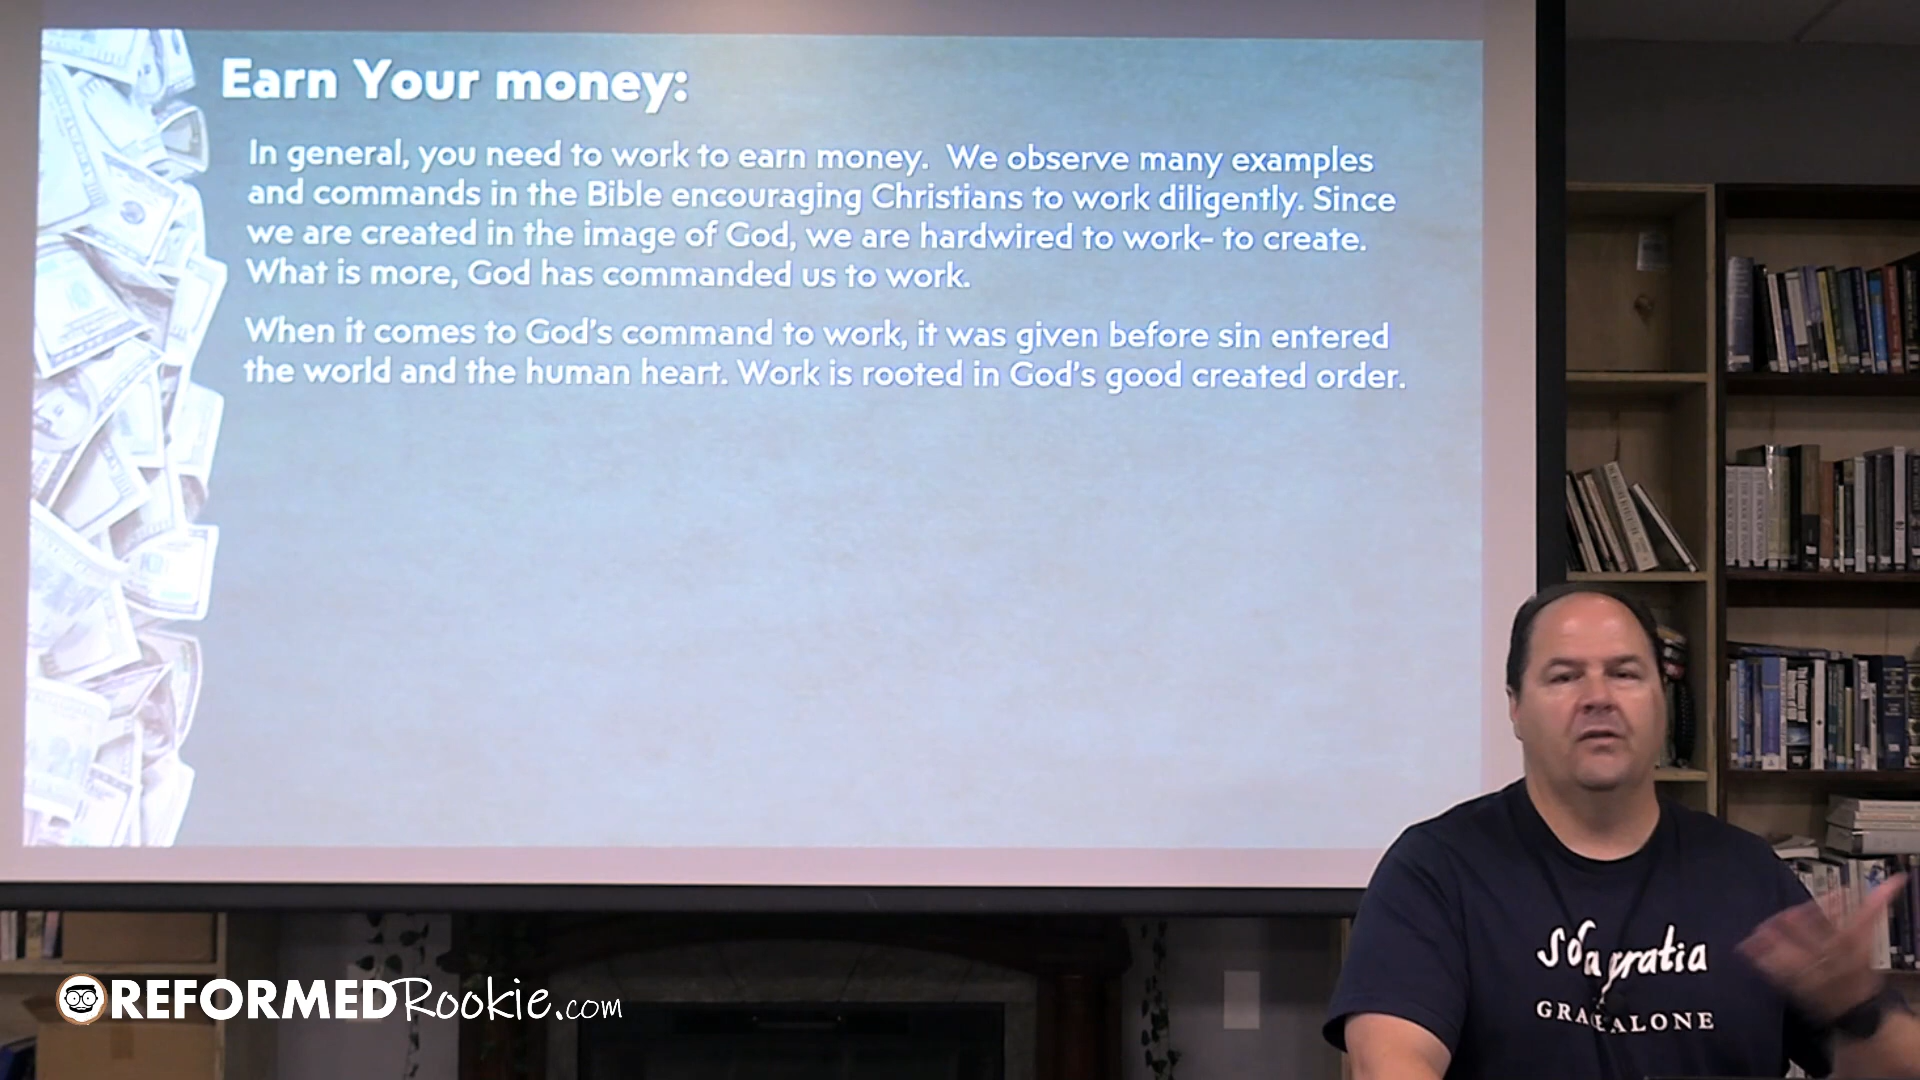 Earn Your money:
In general, you need to work to earn money. We observe many examples
and commands in the Bible encouraging Christians to work diligently. Since
we are created in the image of God, we are hardwired to work- to create.
What is more, God has commanded us to work.
When it comes to God's command to work, it was given before sin entered
the world and the human heart. Work is rooted in God's good created order.
REFORMEDRookie.com
gratia
ALONE